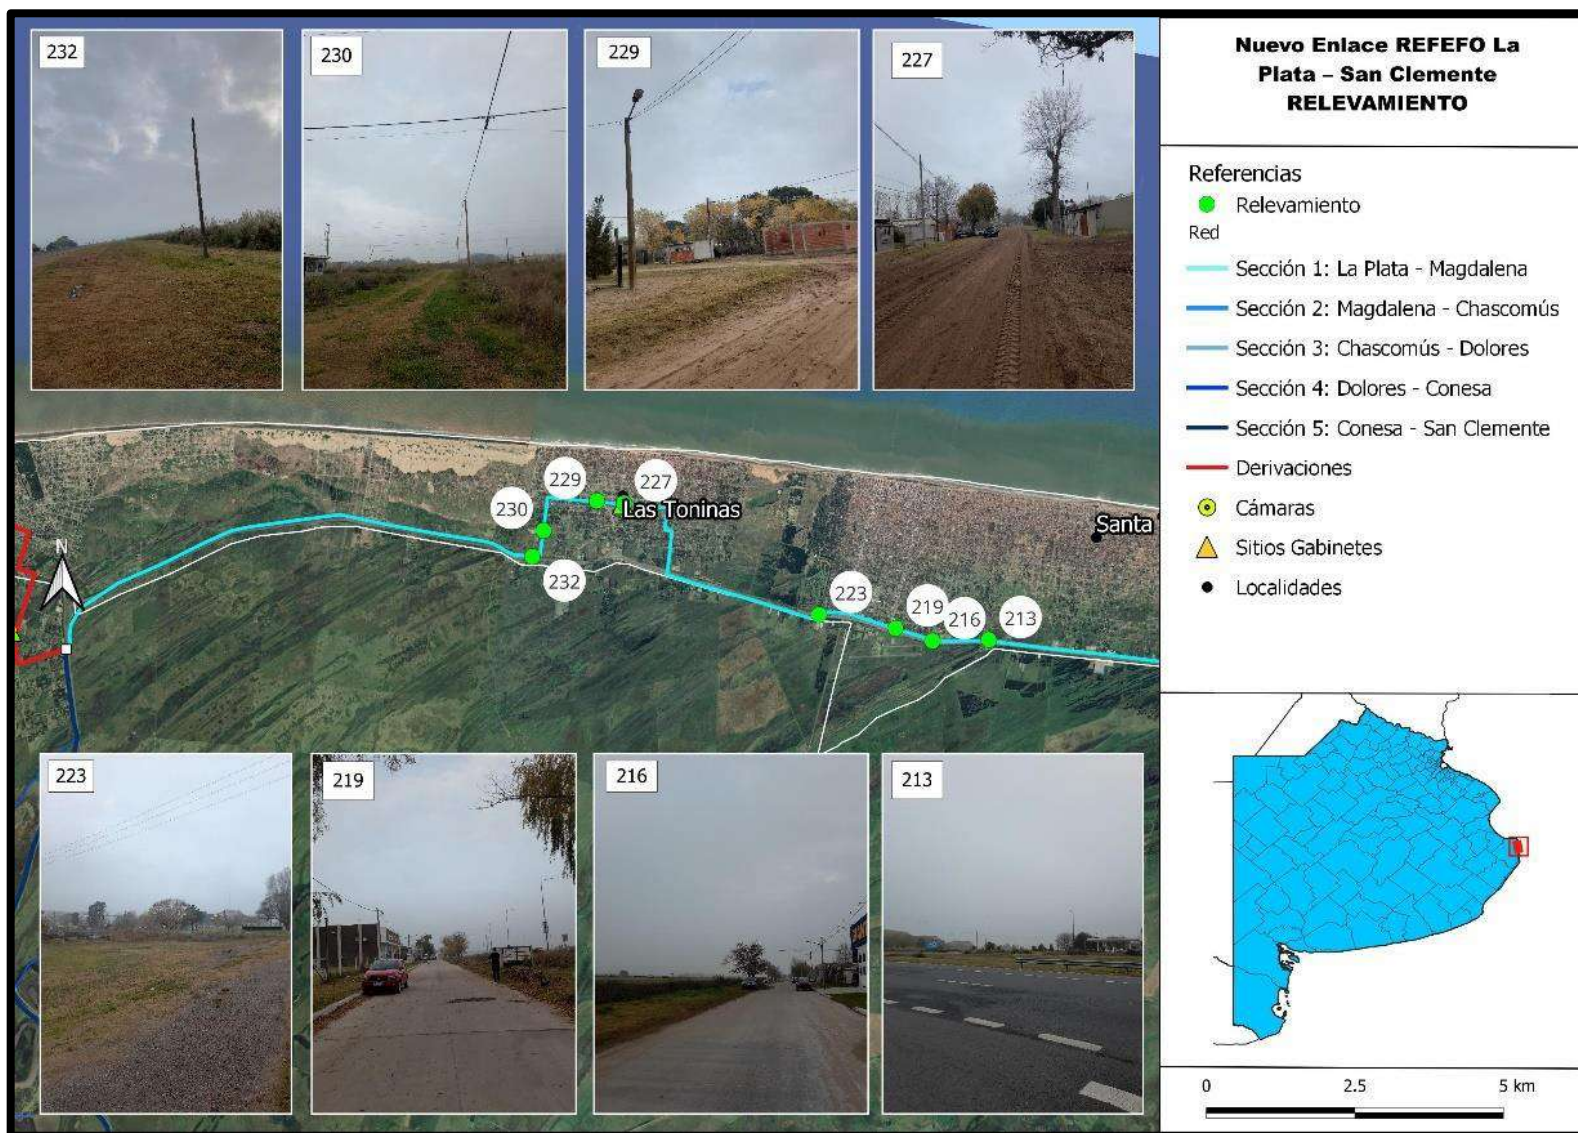 232
230
229
227
Nuevo Enlace REFEFO La
Plata – San Clemente
RELEVAMIENTO
Referencias
Relevamiento
Red
Sección 1: La Plata - Magdalena
Sección 2: Magdalena - Chascomús
Sección 3: Chascomús - Dolores
Sección 4: Dolores - Conesa
Sección 5: Conesa - San Clemente
Derivaciones
Cámaras
Sitios Gabinetes
Localidades
229
227
230
Las Toninas
Santa
N
232
223
219
216
213
223
219
216
213
0
2.5
5 km